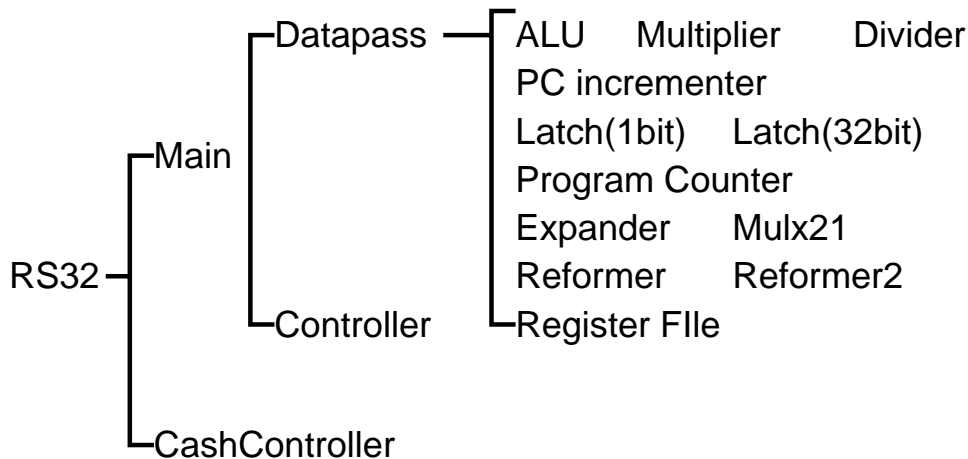 Datapass ALU Multiplier Divider
PC incrementer
Latch(1bit) Latch(32bit)
Main
Program Counter
Expander Mulx21
RS32 Reformer Reformer2
Controller Register FIle
CashController